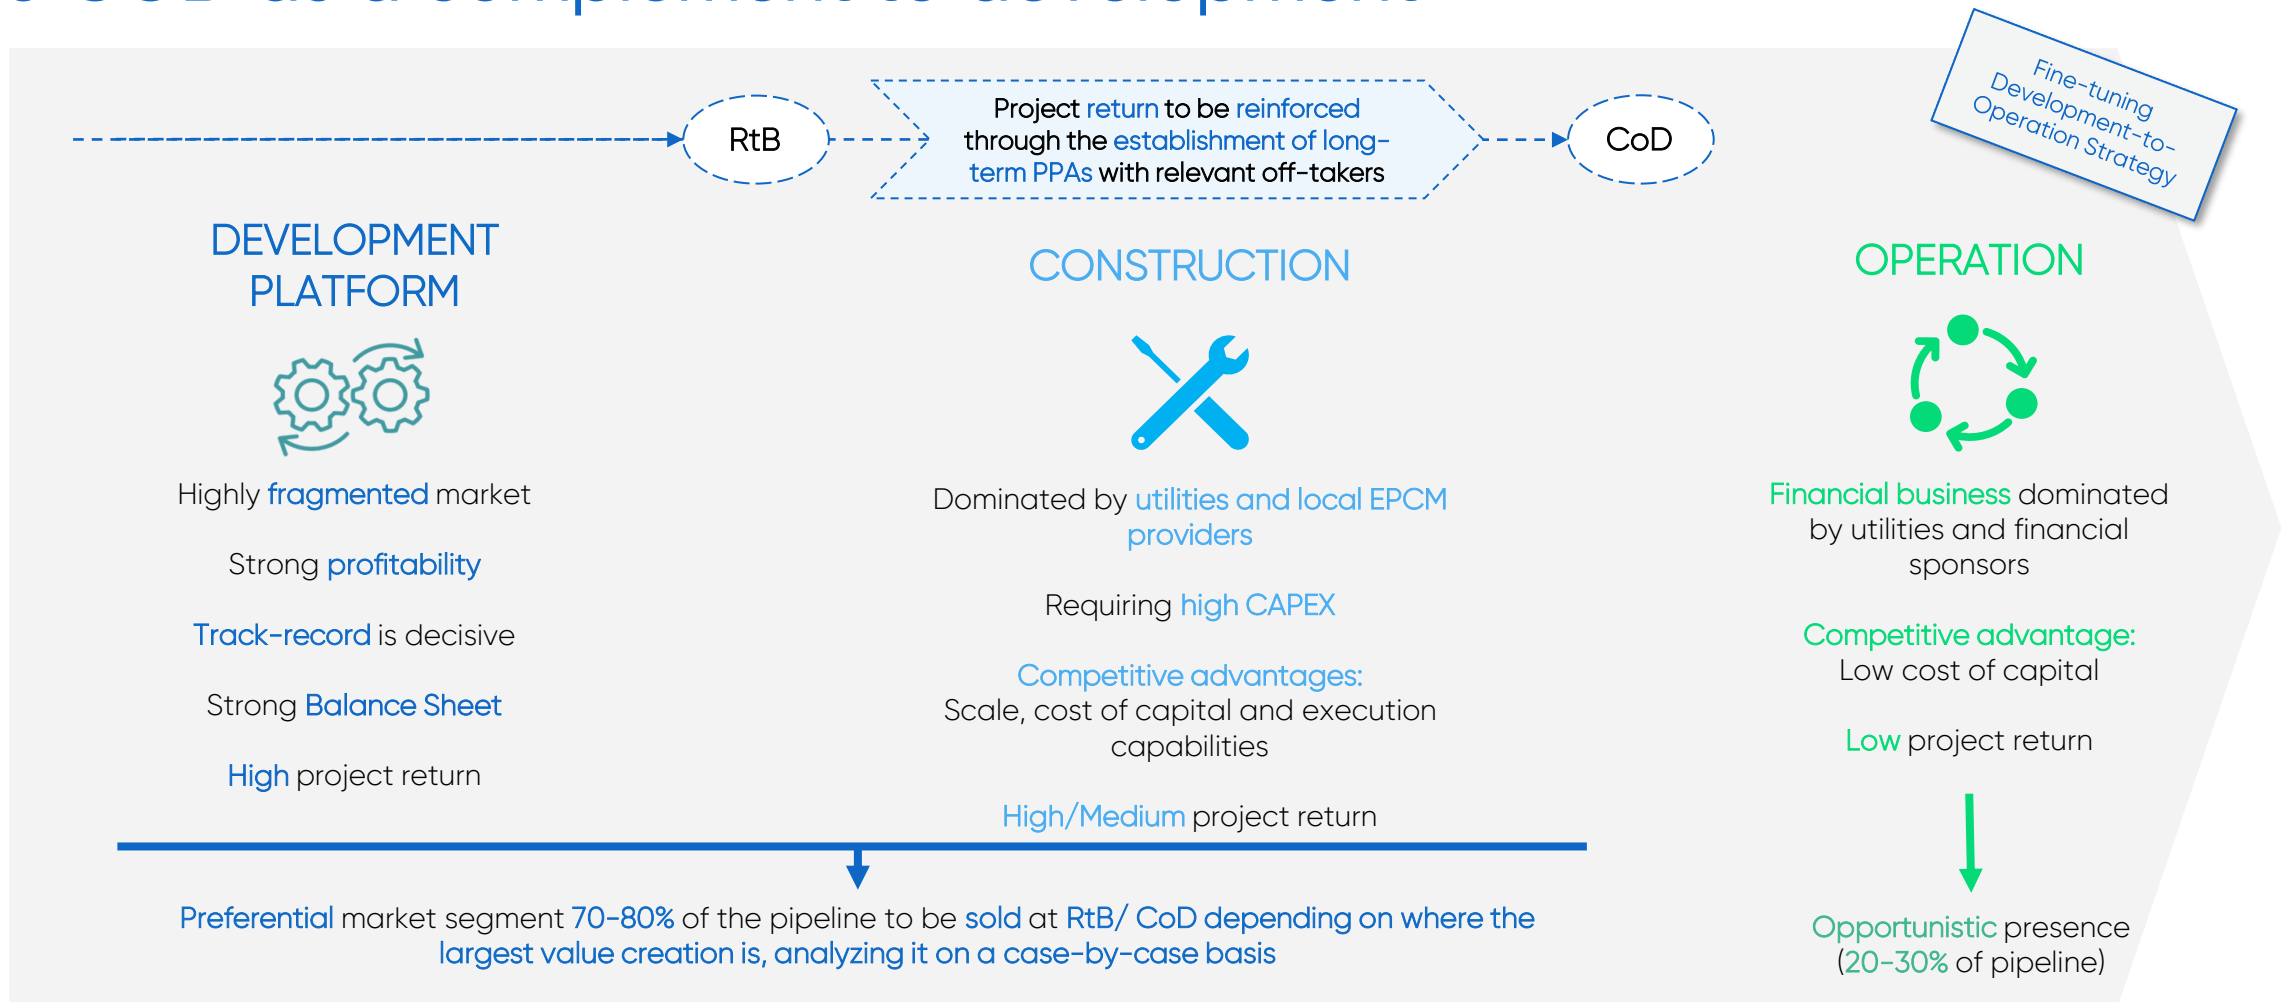 as a complement to development
Fine-tuning
Development-to-
Operation Strategy
RtB
Project return to be reinforced
through the establishment of long-
term PPAs with relevant off-takers
CoD
DEVELOPMENT
PLATFORM
Highly fragmented market
Strong profitability
Track-record is decisive
Strong Balance Sheet
High project return
CONSTRUCTION
Dominated by utilities and local EPCM
providers
Requiring high CAPEX
Competitive advantages:
Scale, cost of capital and execution
capabilities
High/Medium project return
OPERATION
Financial business dominated
by utilities and financial
sponsors
Competitive advantage:
Low cost of capital
Low project return
Preferential market segment 70-80% of the pipeline to be sold at RtB/ CoD depending on where the
largest value creation is, analyzing it on a case-by-case basis
Opportunistic presence
(20-30% of pipeline)